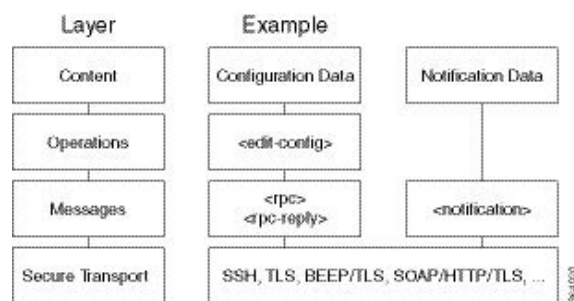 Layer Example
Content Configuration Data Notification Data
Operations <edit-config>
Messages <rpc>
<rpc-reply> <notification>
Secure Transport SSH, TLS, BEEP/TLS, SOAP/HTTP/TLS, ...